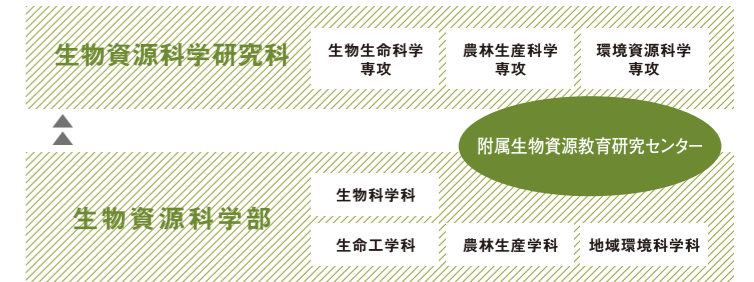 生物資源科学研究科
生物生命科学
専攻
農林生産科学
専攻
環境資源科学
専攻
附属生物資源教育研究センター
生物資源科学部
生物科学科
生命工学科
農林生産学科
地域環境科学科